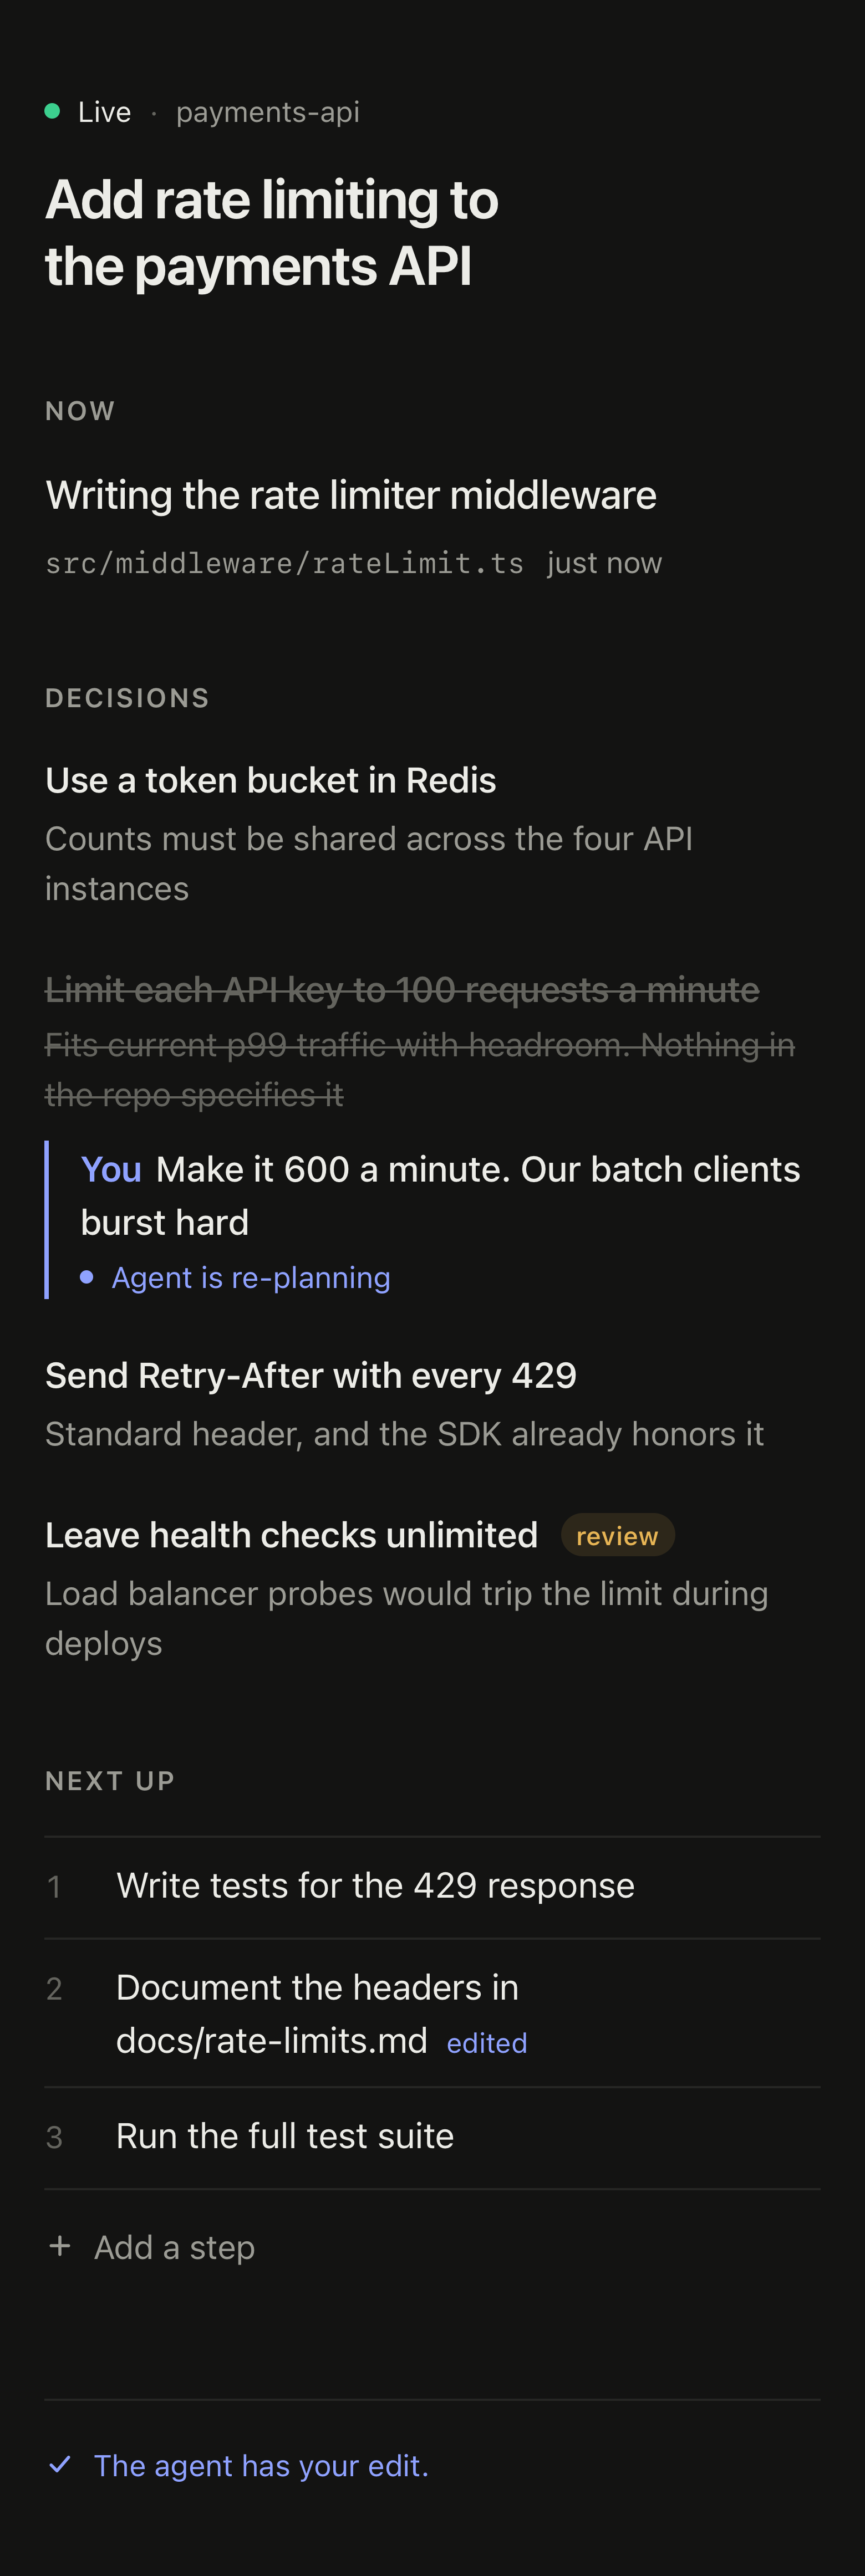 Live · payments-api
Add rate limiting to
the payments API
NOW
Writing the rate limiter middleware
src/middleware/rateLimit.ts just now
DECISIONS
Use a token bucket in Redis
Counts must be shared across the four API
instances
Limit each API key to 100 requests a minute
Fits current p99 traffic with headroom. Nothing in
the repo specifies it
You Make it 600 a minute. Our batch clients
burst hard
Agent is re-planning
Send Retry-After with every 429
Standard header, and the SDK already honors it
Leave health checks unlimited review
Load balancer probes would trip the limit during
deploys
NEXT UP
1 Write tests for the 429 response
2 Document the headers in
docs/rate-limits.md edited
3 Run the full test suite
+ Add a step
The agent has your edit.